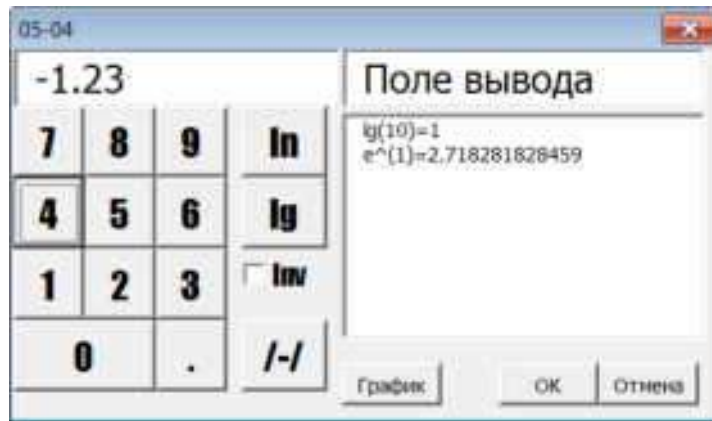 05-04
-1.23
Поле вывода
7 8 9 ln
lg(10)=1
e^(1)=2.718281828459
4 5 6 lg
1 2 3 Inv
0 . /-/
График OK Отмена